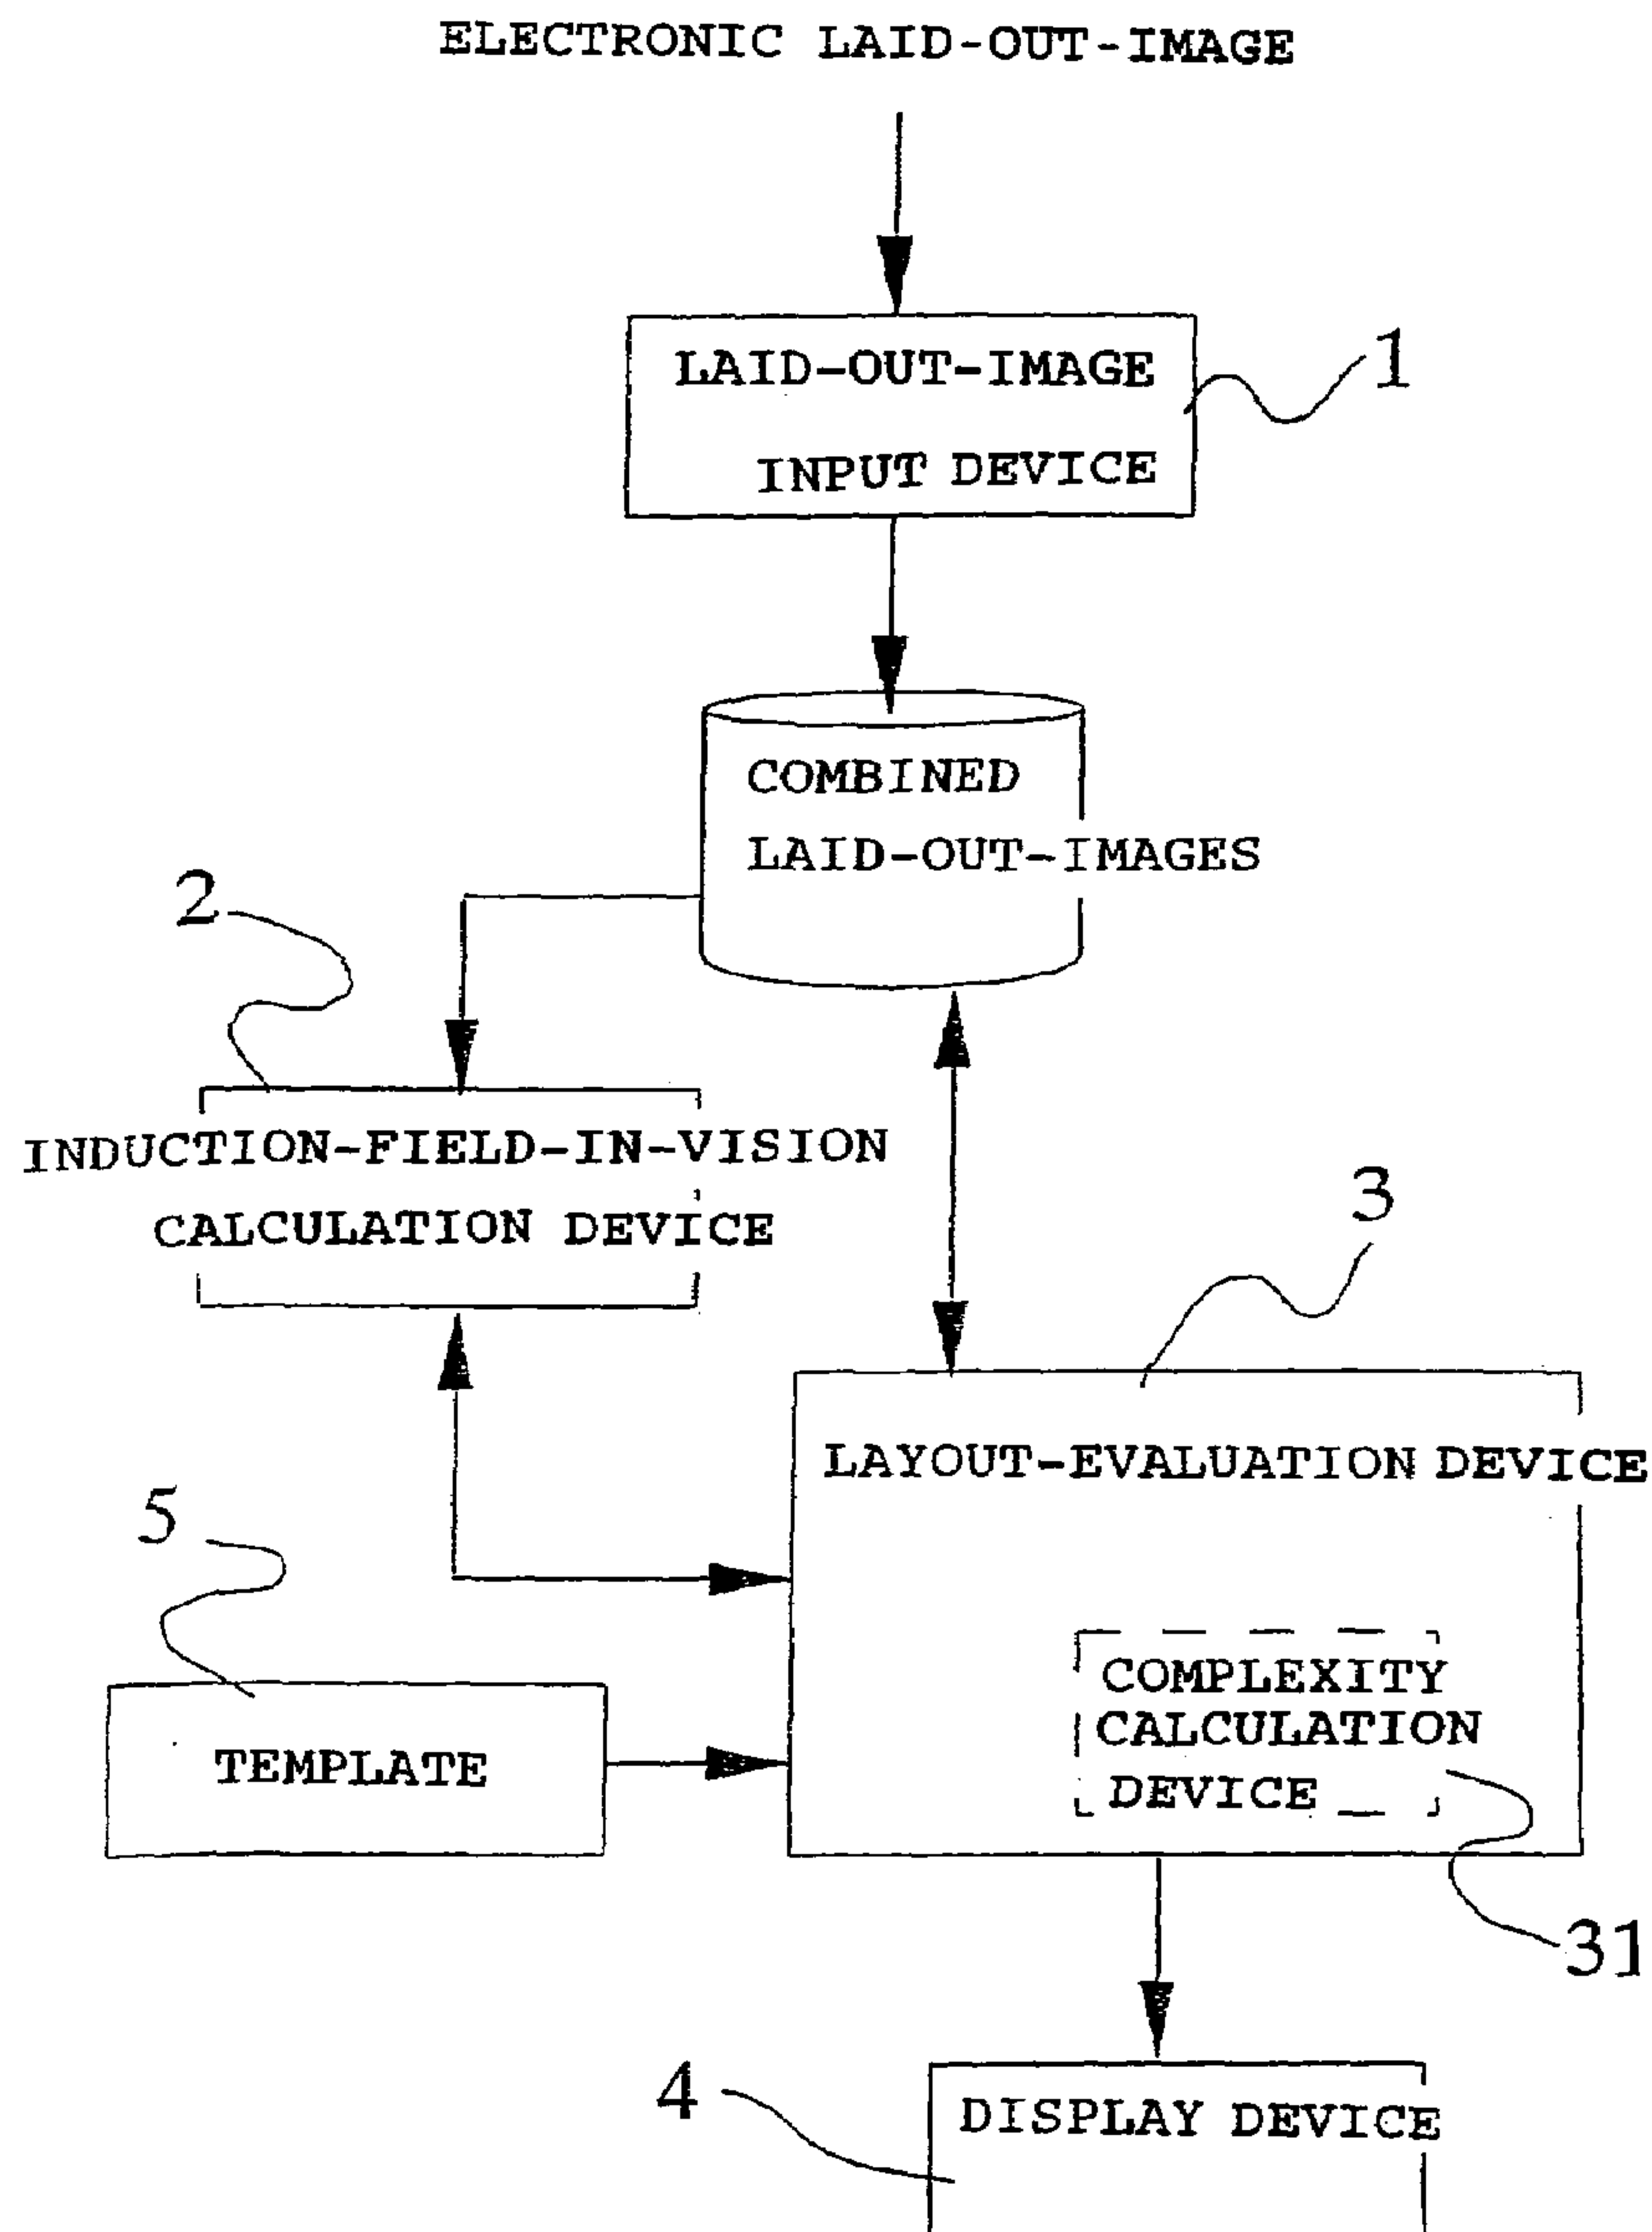 ELECTRONIC LAID-OUT-IMAGE
LAID-OUT-IMAGE
INPUT DEVICE
1
COMBINED
LAID-OUT-IMAGES
2
INDUCTION-FIELD-IN-VISION
CALCULATION DEVICE
3
LAYOUT-EVALUATION DEVICE
5
TEMPLATE
COMPLEXITY
CALCULATION
DEVICE
31
4
DISPLAY DEVICE